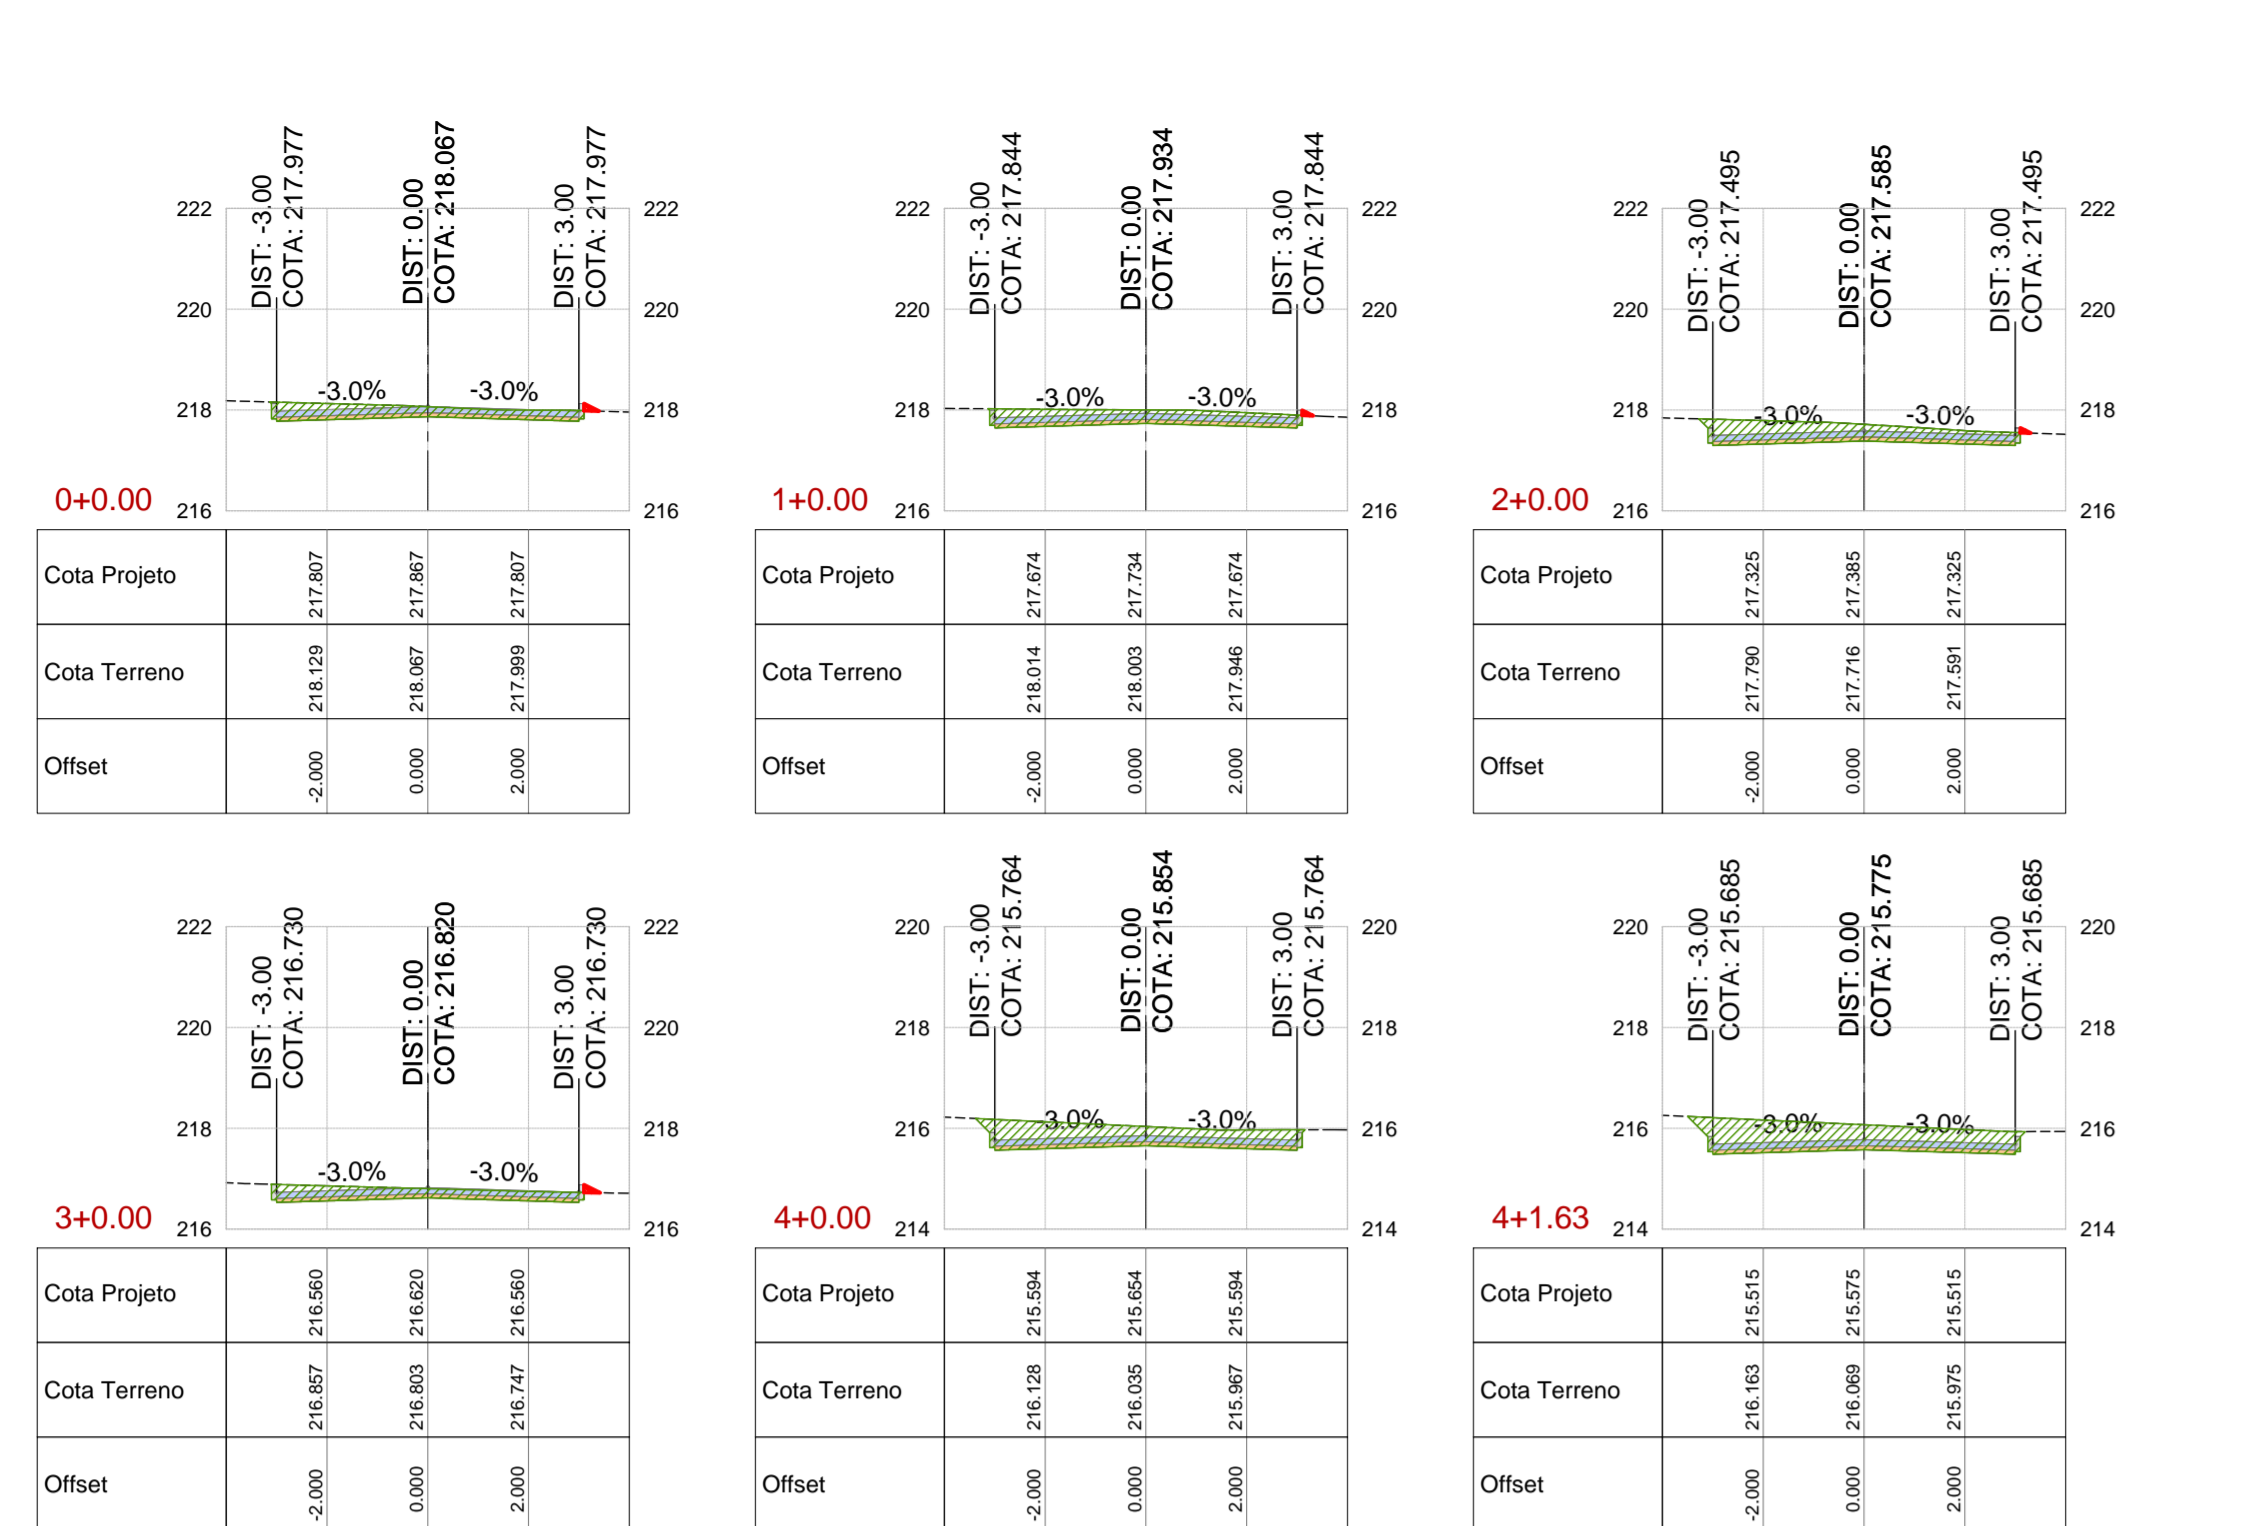 DIST: -3.00
COTA: 217.977
DIST: 0.00
COTA: 218.067
DIST: 3.00
COTA: 217.977
222
222
220
220
-3.0%
-3.0%
218
218
0+0.00
216
216
Cota Projeto
217.807
217.867
217.807
Cota Terreno
218.129
218.067
217.999
Offset
-2.000
0.000
2.000
DIST: -3.00
COTA: 217.844
DIST: 0.00
COTA: 217.934
DIST: 3.00
COTA: 217.844
222
222
220
220
-3.0%
-3.0%
218
218
1+0.00
216
216
Cota Projeto
217.674
217.734
217.674
Cota Terreno
218.014
218.003
217.946
Offset
-2.000
0.000
2.000
DIST: -3.00
COTA: 217.495
DIST: 0.00
COTA: 217.585
DIST: 3.00
COTA: 217.495
222
222
220
220
-3.0%
-3.0%
218
218
2+0.00
216
216
Cota Projeto
217.325
217.385
217.325
Cota Terreno
217.790
217.716
217.591
Offset
-2.000
0.000
2.000
DIST: -3.00
COTA: 216.730
DIST: 0.00
COTA: 216.820
DIST: 3.00
COTA: 216.730
222
222
220
220
218
218
-3.0%
-3.0%
3+0.00
216
216
Cota Projeto
216.560
216.620
216.560
Cota Terreno
216.857
216.803
216.747
Offset
-2.000
0.000
2.000
DIST: -3.00
COTA: 215.764
DIST: 0.00
COTA: 215.854
DIST: 3.00
COTA: 215.764
220
220
218
218
-3.0%
-3.0%
216
216
4+0.00
214
214
Cota Projeto
215.594
215.654
215.594
Cota Terreno
216.128
216.035
215.967
Offset
-2.000
0.000
2.000
DIST: -3.00
COTA: 215.685
DIST: 0.00
COTA: 215.775
DIST: 3.00
COTA: 215.685
220
220
218
218
-3.0%
-3.0%
216
216
4+1.63
214
214
Cota Projeto
215.515
215.575
215.515
Cota Terreno
216.163
216.069
215.975
Offset
-2.000
0.000
2.000